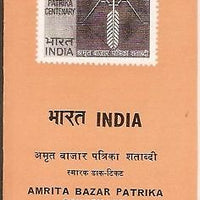 PATRIKA
CENTENARY
भारत
INDIA
भारत INDIA
अमृत बाजार पत्रिका शताब्दी
स्मारक डाक-टिकट
AMRITA BAZAR PATRIKA